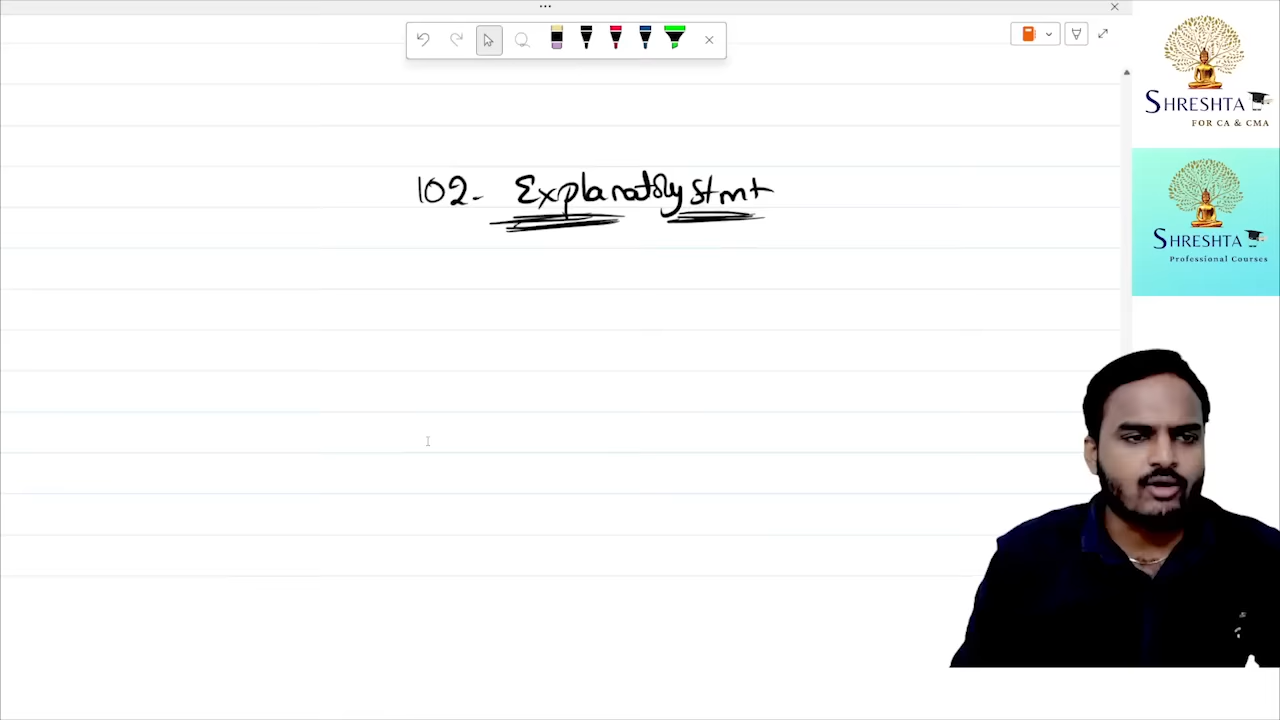 102- Explanatory Stmt
SHRESHTA
FOR CA & CMA
SHRESHTA
Professional Courses